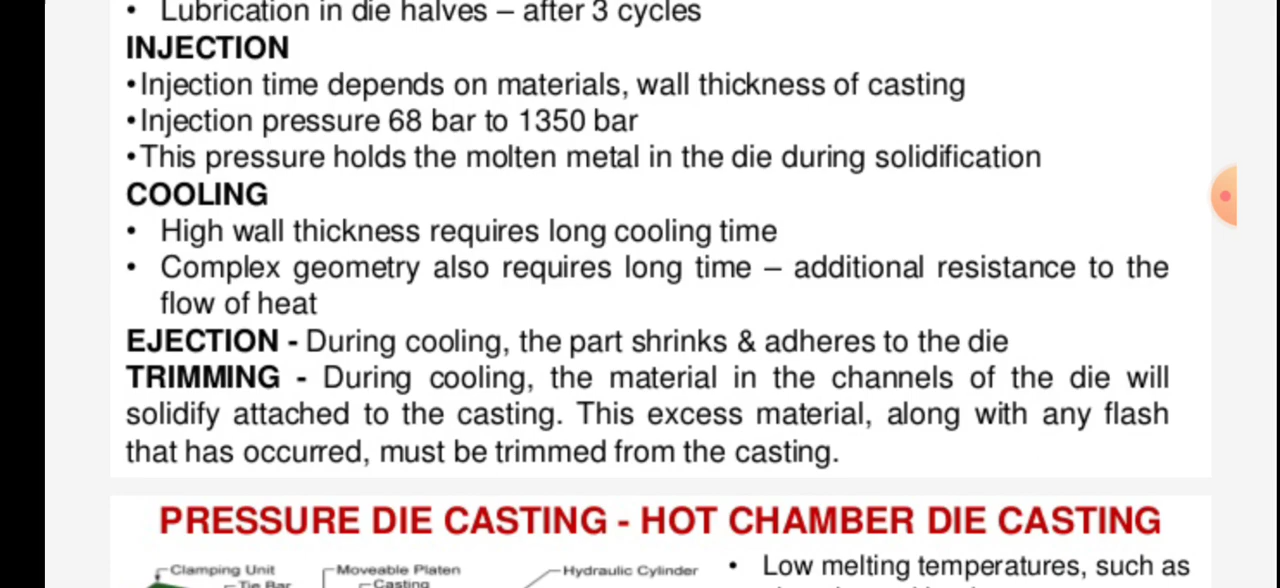 • Lubrication in die halves – after 3 cycles
INJECTION
•Injection time depends on materials, wall thickness of casting
•Injection pressure 68 bar to 1350 bar
•This pressure holds the molten metal in the die during solidification
COOLING
• High wall thickness requires long cooling time
• Complex geometry also requires long time – additional resistance to the
flow of heat
EJECTION - During cooling, the part shrinks & adheres to the die
TRIMMING - During cooling, the material in the channels of the die will
solidify attached to the casting. This excess material, along with any flash
that has occurred, must be trimmed from the casting.
PRESSURE DIE CASTING - HOT CHAMBER DIE CASTING
Clamping Unit
Tie Bar
Moveable Platen
Casting
Hydraulic Cylinder
• Low melting temperatures, such as